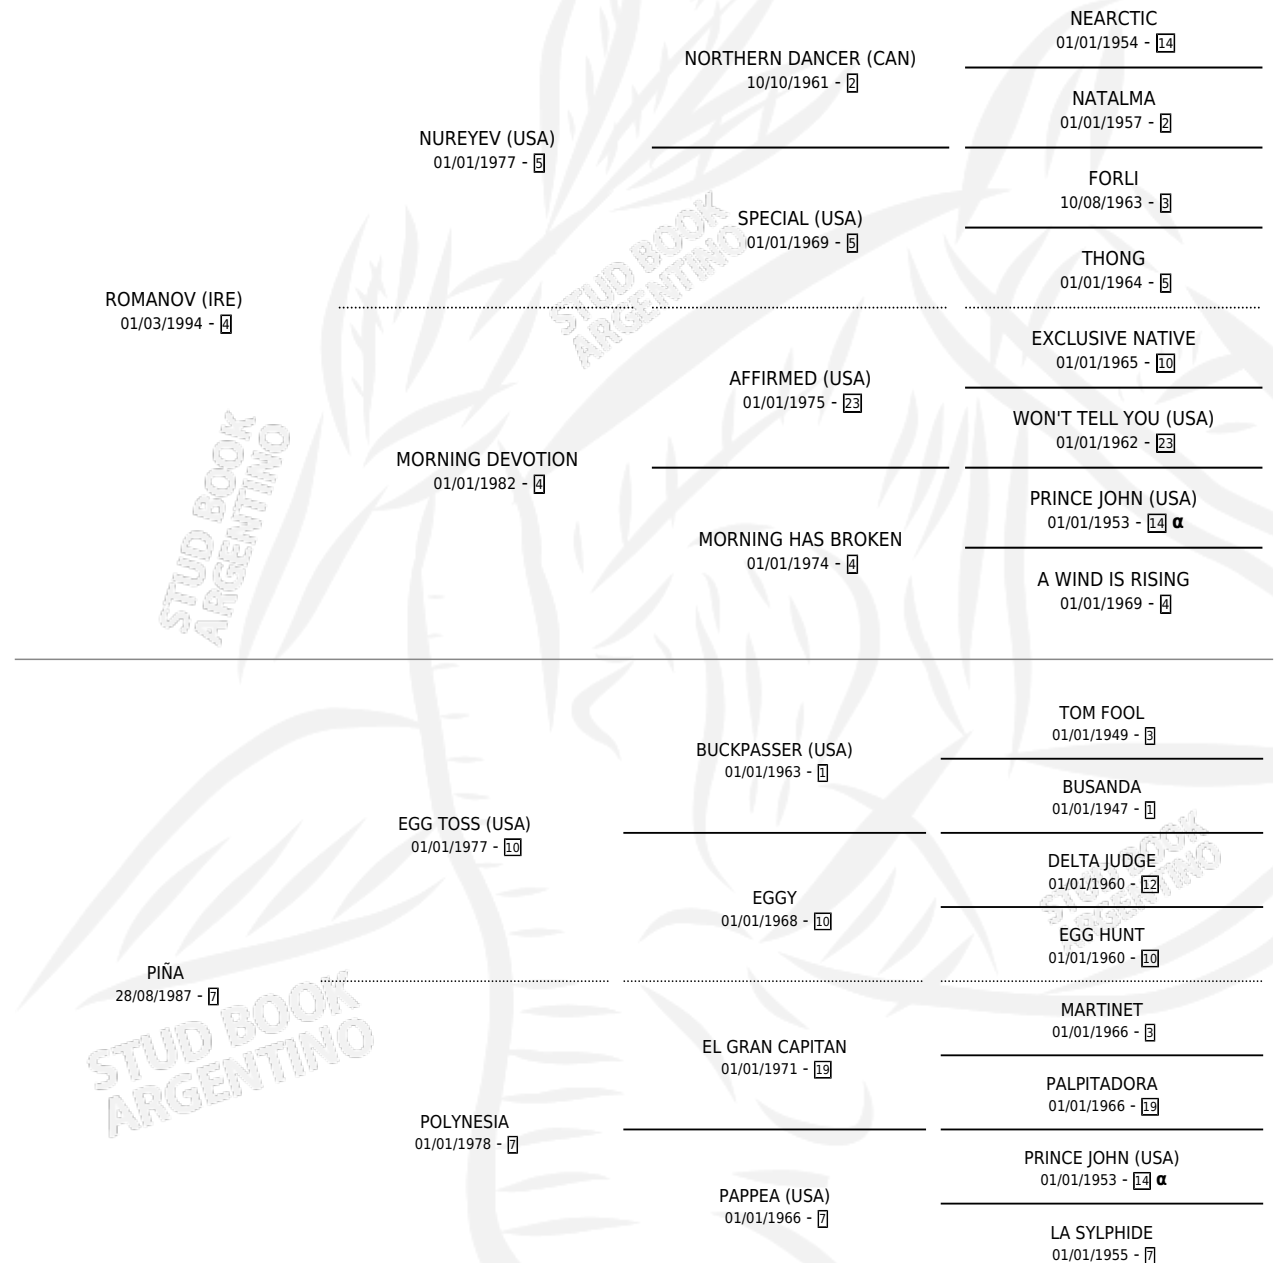 NEARCTIC
01/01/1954 - 14
NORTHERN DANCER (CAN)
10/10/1961 - 2
NATALMA
01/01/1957 - 2
NUREYEV (USA)
01/01/1977 - 5
FORLI
10/08/1963 - 3
SPECIAL (USA)
01/01/1969 - 5
THONG
01/01/1964 - 5
ROMANOV (IRE)
01/03/1994 - 4
EXCLUSIVE NATIVE
01/01/1965 - 10
AFFIRMED (USA)
01/01/1975 - 23
WON'T TELL YOU (USA)
01/01/1962 - 23
MORNING DEVOTION
01/01/1982 - 4
PRINCE JOHN (USA)
01/01/1953 - 14 α
MORNING HAS BROKEN
01/01/1974 - 4
A WIND IS RISING
01/01/1969 - 4
TOM FOOL
01/01/1949 - 3
BUCKPASSER (USA)
01/01/1963 - 1
BUSANDA
01/01/1947 - 1
EGG TOSS (USA)
01/01/1977 - 10
DELTA JUDGE
01/01/1960 - 12
EGGY
01/01/1968 - 10
EGG HUNT
01/01/1960 - 10
PIÑA
28/08/1987 - 7
MARTINET
01/01/1966 - 3
EL GRAN CAPITAN
01/01/1971 - 19
PALPITADORA
01/01/1966 - 19
POLYNESIA
01/01/1978 - 7
PRINCE JOHN (USA)
01/01/1953 - 14 α
PAPPEA (USA)
01/01/1966 - 7
LA SYLPHIDE
01/01/1955 - 7
STUD BOOK
ARGENTINO
STUD BOOK
ARGENTINO
STUD BOOK
ARGENTINO
STUD BOOK
ARGENTINO